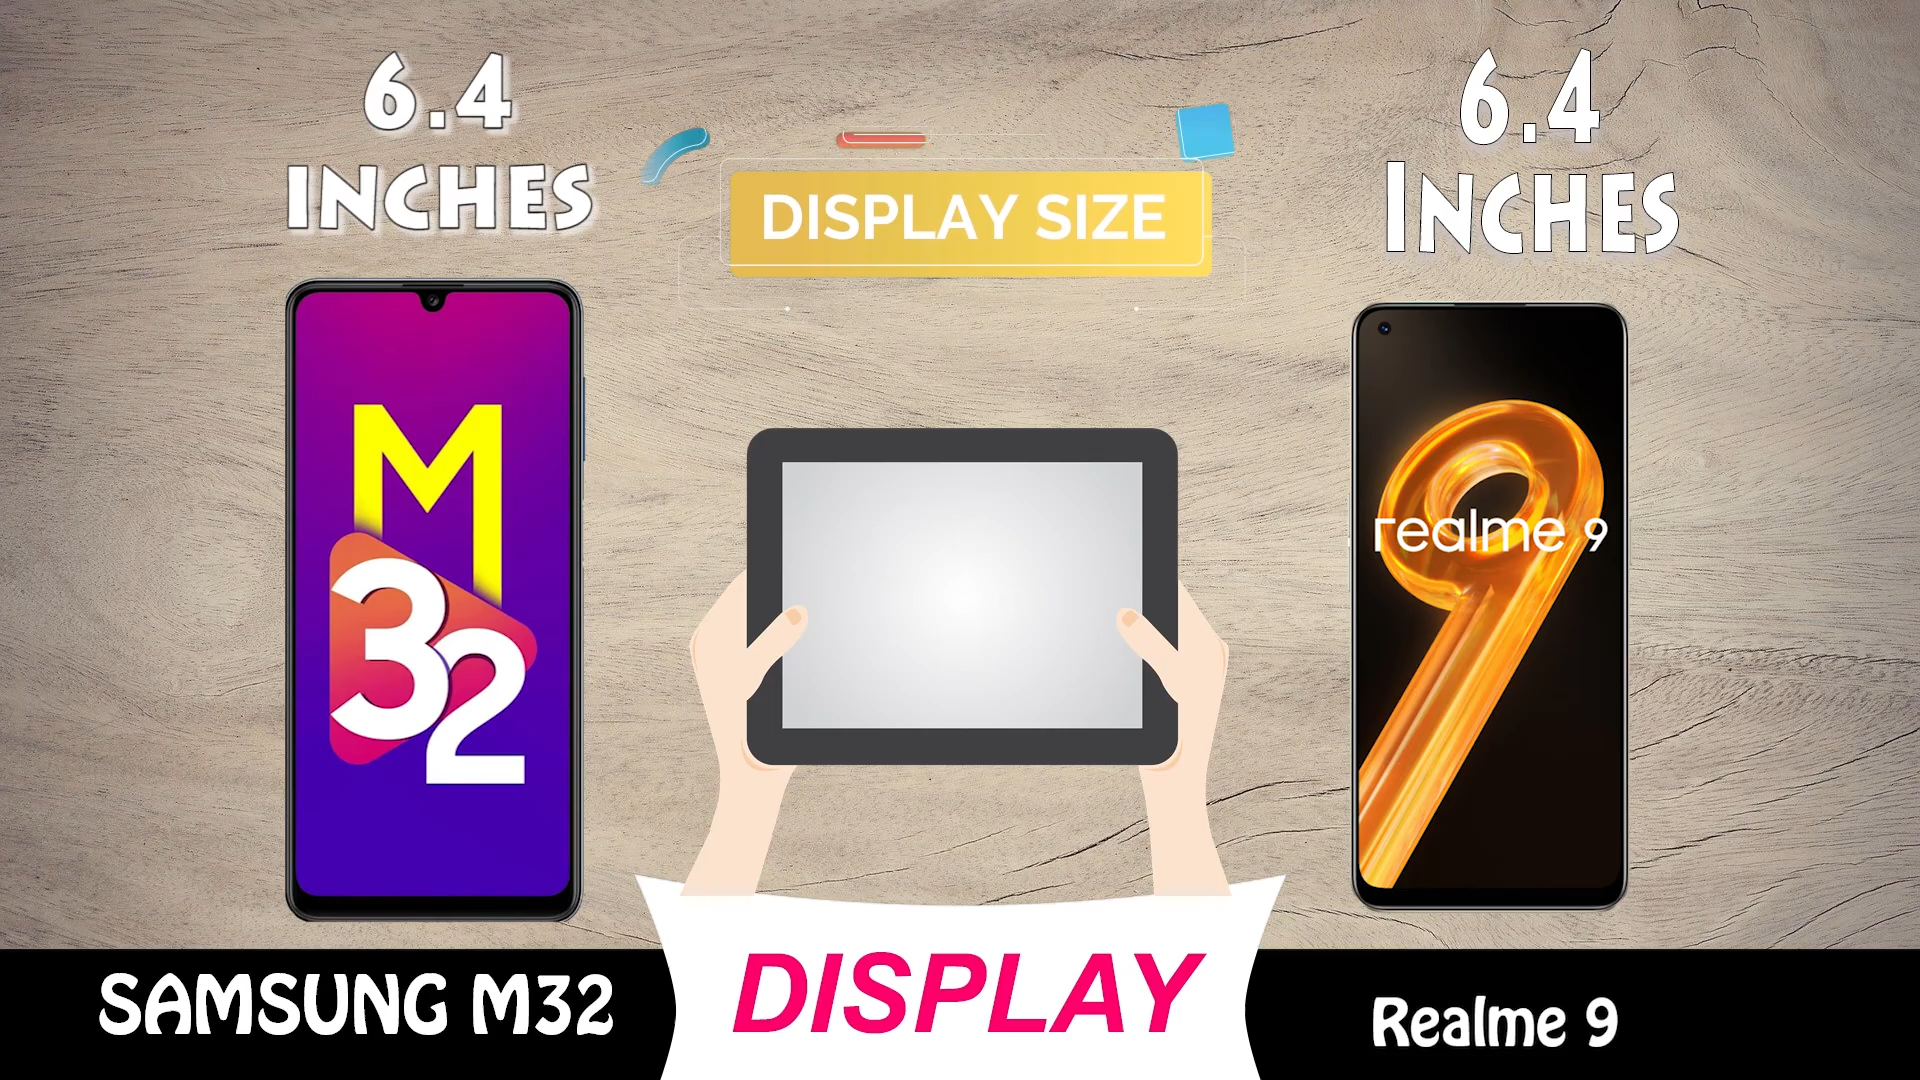 6.4
INCHES
DISPLAY SIZE
6.4
INCHES
M
32
realme 9
SAMSUNG M32
DISPLAY
Realme 9